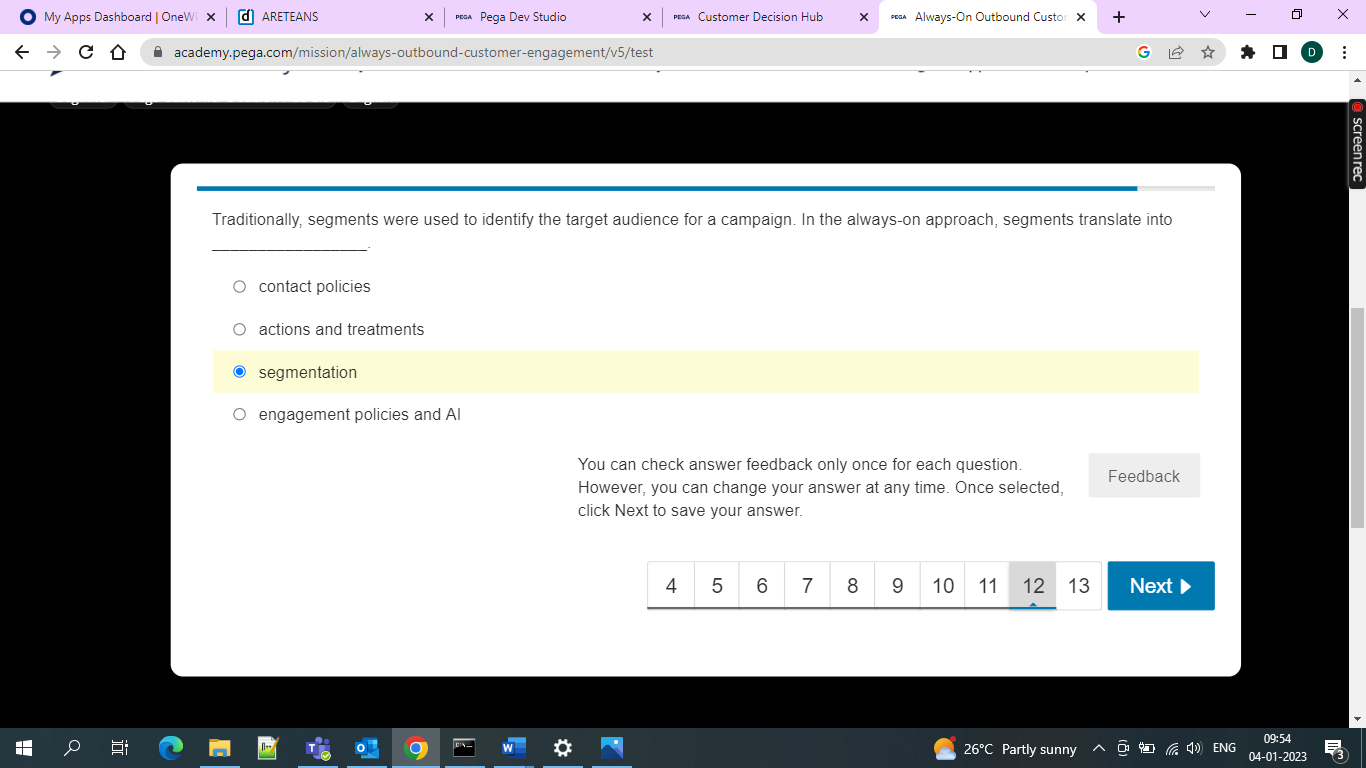 My Apps Dashboard | OneW
ARETEANS
PEGA Pega Dev Studio
PEGA Customer Decision Hub
PEGA Always-On Outbound Custo
academy.pega.com/mission/always-outbound-customer-engagement/v5/test
D
screenrec
Traditionally, segments were used to identify the target audience for a campaign. In the always-on approach, segments translate into
_________________.
contact policies
actions and treatments
segmentation
engagement policies and AI
You can check answer feedback only once for each question.
However, you can change your answer at any time. Once selected,
click Next to save your answer.
Feedback
4 5 6 7 8 9 10 11 12 13 Next
26°C Partly sunny
ENG
09:54
04-01-2023
3